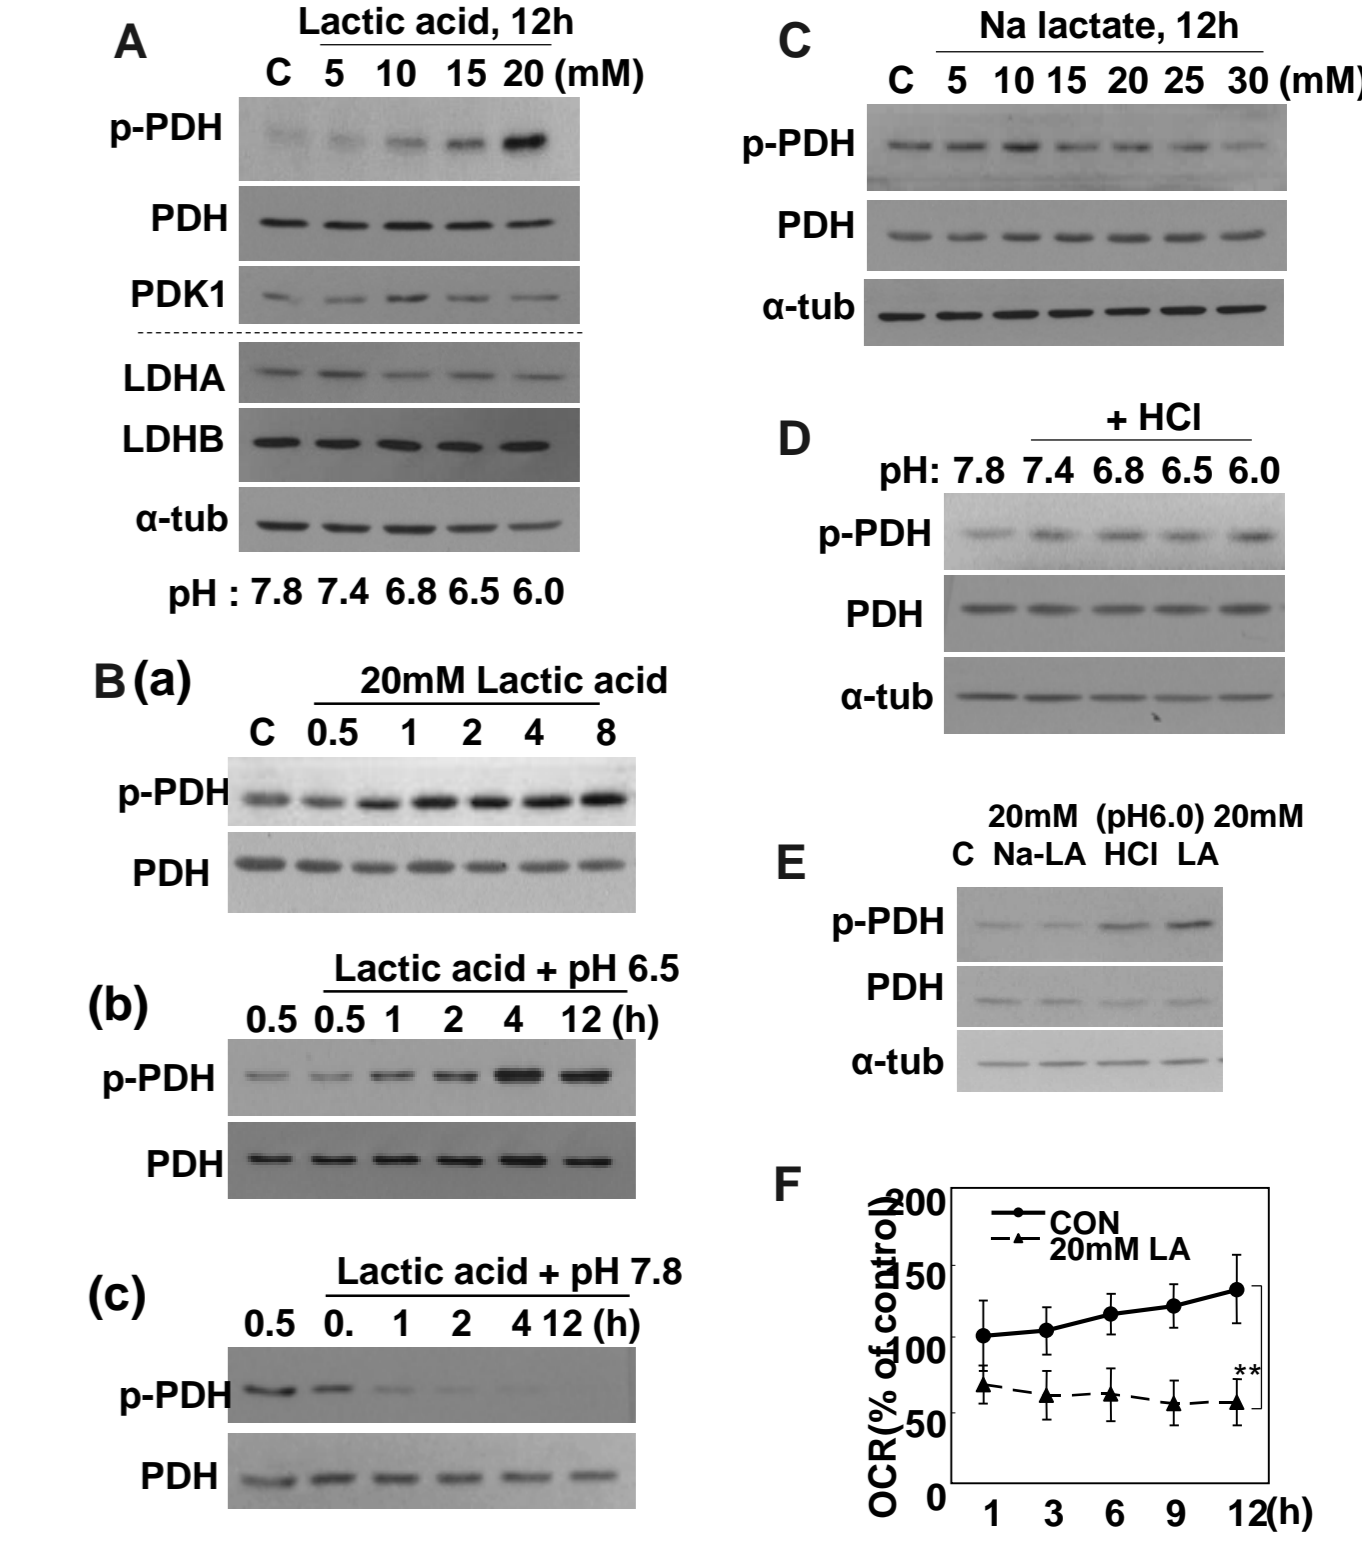 A
Lactic acid, 12h
C 5 10 15 20 (mM)
p-PDH
PDH
PDK1
LDHA
LDHB
α-tub
pH : 7.8 7.4 6.8 6.5 6.0
B (a)
20mM Lactic acid
C 0.5 1 2 4 8
p-PDH
PDH
(b)
Lactic acid + pH 6.5
0.5 0.5 1 2 4 12 (h)
p-PDH
PDH
(c)
Lactic acid + pH 7.8
0.5 0. 1 2 4 12 (h)
p-PDH
PDH
C
Na lactate, 12h
C 5 10 15 20 25 30 (mM)
p-PDH
PDH
α-tub
D
+ HCl
pH: 7.8 7.4 6.8 6.5 6.0
p-PDH
PDH
α-tub
E
20mM (pH6.0) 20mM
C Na-LA HCl LA
p-PDH
PDH
α-tub
F
OCR(% of control)
200
150
100
50
0
CON
20mM LA
**
1 3 6 9 12(h)